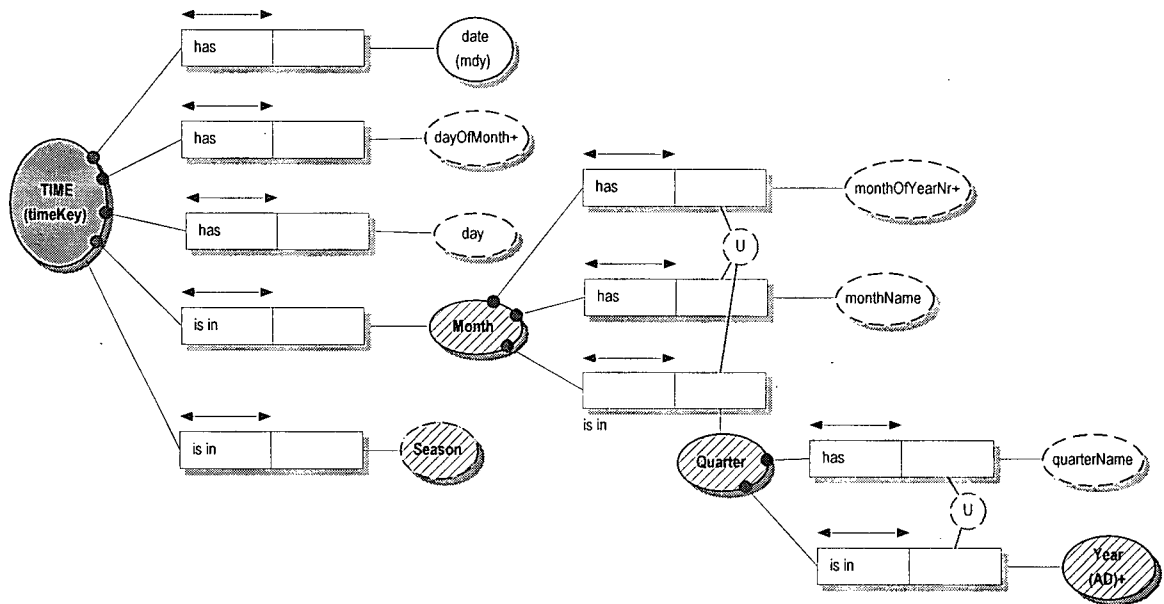 has
date
(mdy)
has
dayOfMonth+
TIME
(timeKey)
has
monthOfYearNr+
has
day
U
is in
Month
has
monthName
is in
is in
Season
Quarter
has
quarterName
U
is in
Year
(AD)+